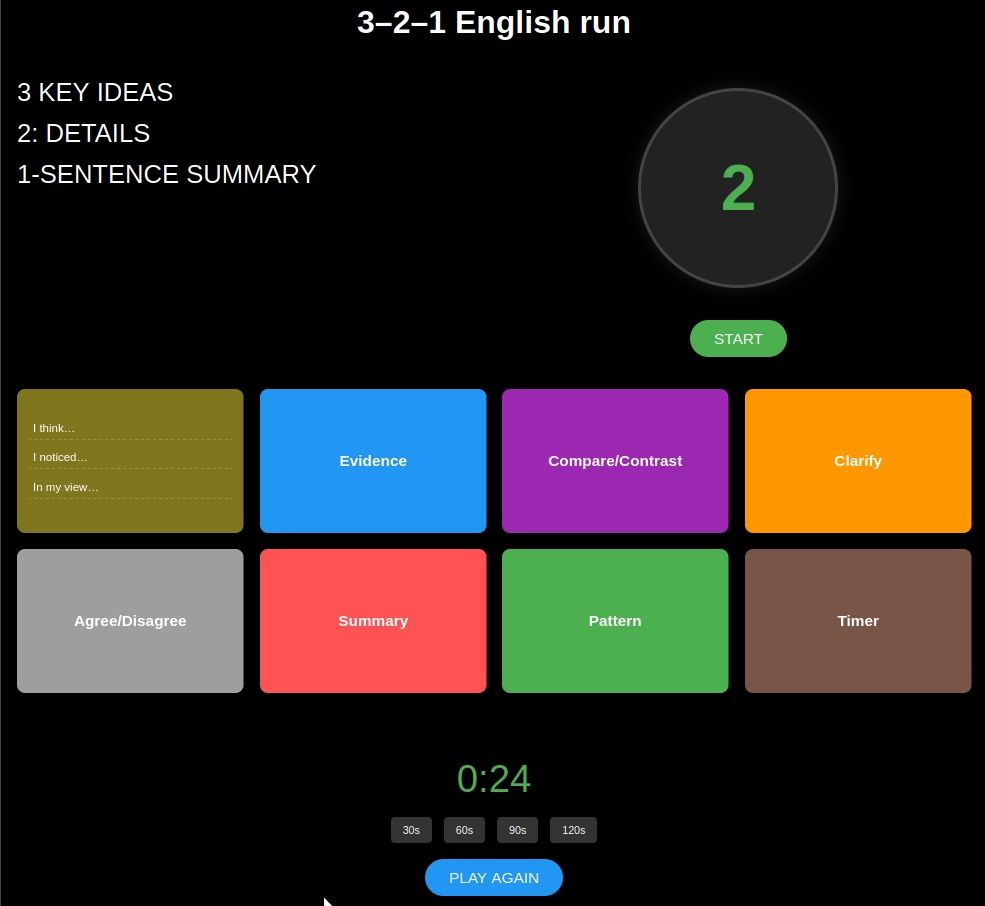 3–2–1 English run
3 KEY IDEAS
2: DETAILS
1-SENTENCE SUMMARY
2
START
I think…
I noticed…
In my view…
Evidence
Compare/Contrast
Clarify
Agree/Disagree
Summary
Pattern
Timer
0:24
30s
60s
90s
120s
PLAY AGAIN